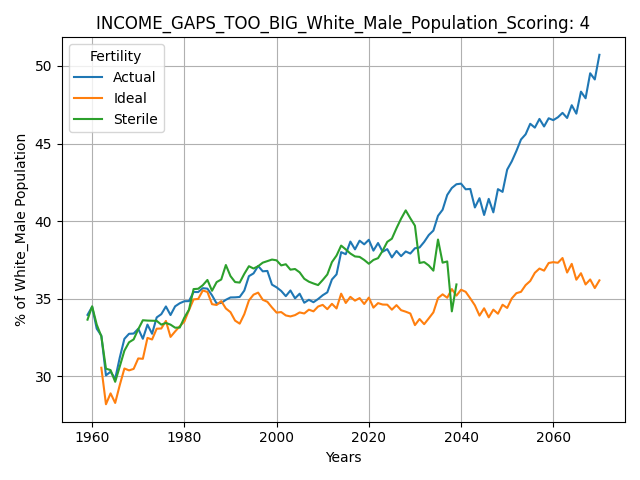 INCOME_GAPS_TOO_BIG_White_Male_Population_Scoring: 4
Fertility
Actual
Ideal
Sterile
% of White_Male Population
50
45
40
35
30
1960 1980 2000 2020 2040 2060
Years